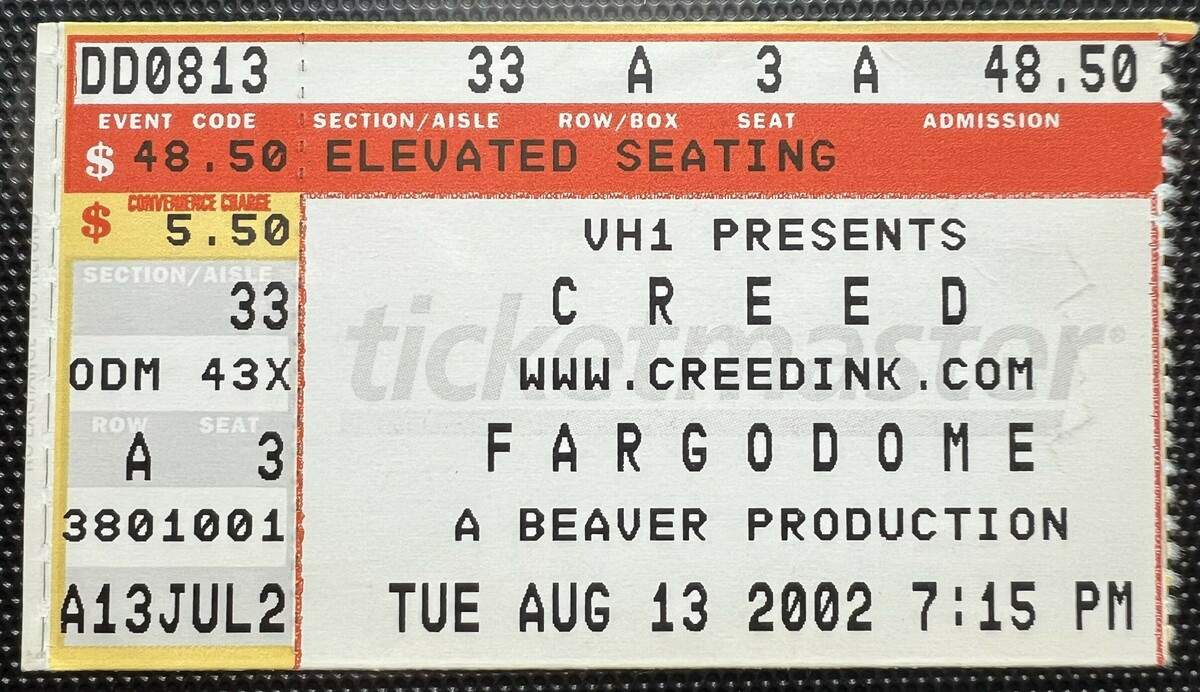 DD0813 33 A 3 A 48.50
EVENT CODE SECTION/AISLE ROW/BOX SEAT ADMISSION
$ 48.50 ELEVATED SEATING
CONVENIENCE CHARGE
$ 5.50
SECTION/AISLE
33
ODM 43X
ROW SEAT
A 3
3801001
A13JUL2
VH1 PRESENTS
CREED
ticketmaster®
WWW.CREEDINK.COM
FARGODOME
A BEAVER PRODUCTION
TUE AUG 13 2002 7:15 PM